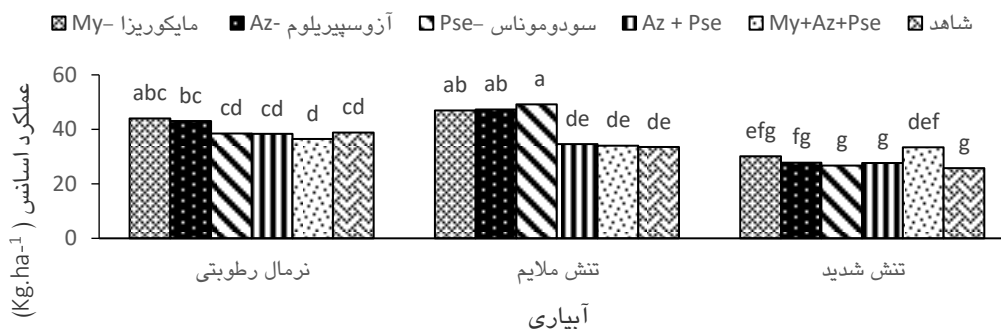 My– مایکوریزا Az- آزوسپیریلوم Pse– سودوموناس Az + Pse My+Az+Pse شاهد
عملکرد اسانس (Kg.ha-1)
60
40
20
0
abc bc cd cd d cd
ab ab a de de de
efg fg g g def g
نرمال رطوبتی تنش ملایم تنش شدید
آبیاری